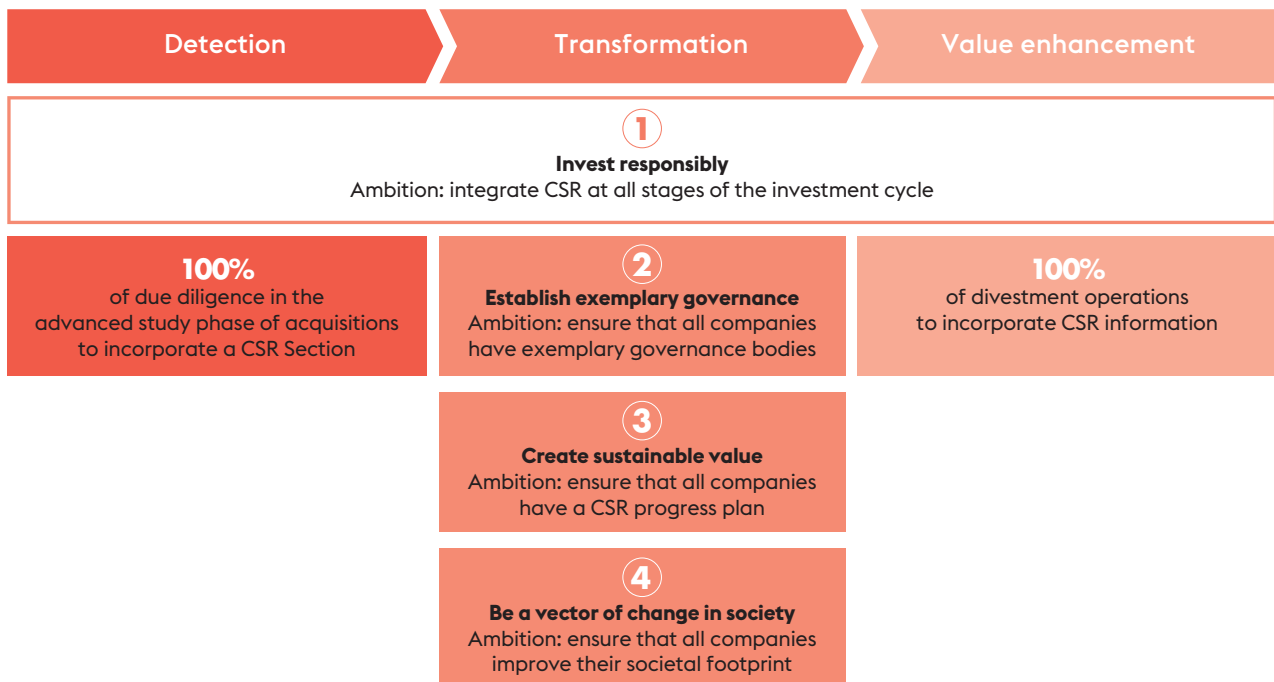 Detection
Transformation
Value enhancement
1
Invest responsibly
Ambition: integrate CSR at all stages of the investment cycle
100%
of due diligence in the
advanced study phase of acquisitions
to incorporate a CSR Section
2
Establish exemplary governance
Ambition: ensure that all companies
have exemplary governance bodies
100%
of divestment operations
to incorporate CSR information
3
Create sustainable value
Ambition: ensure that all companies
have a CSR progress plan
4
Be a vector of change in society
Ambition: ensure that all companies
improve their societal footprint